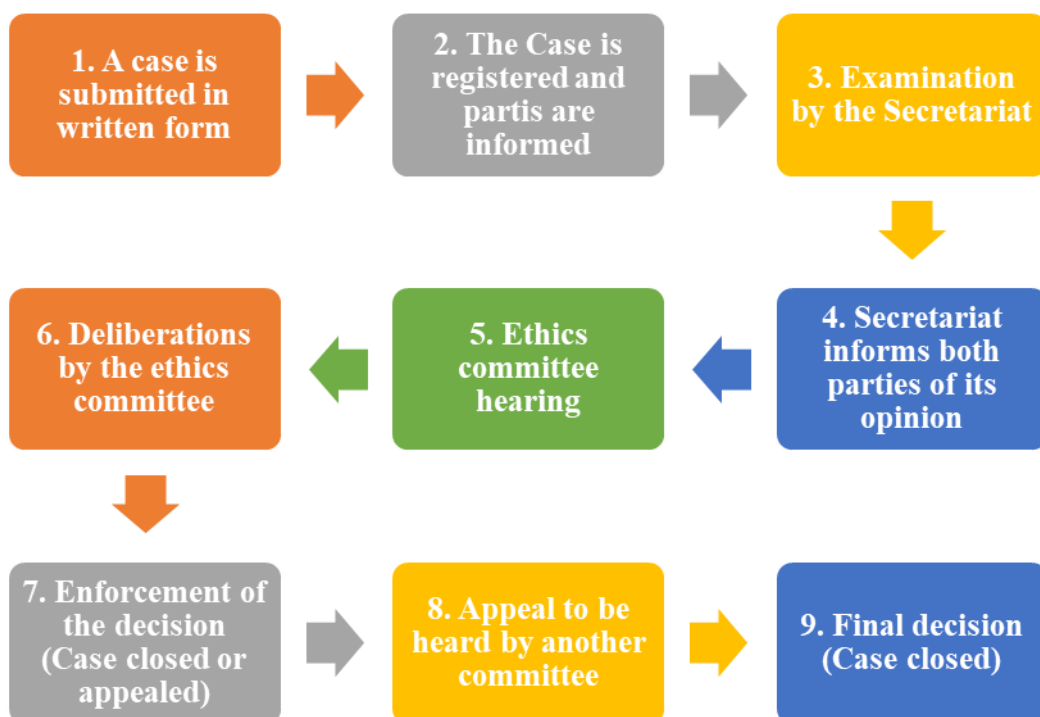 1. A case is
submitted in
written form
2. The Case is
registered and
partis are
informed
3. Examination
by the Secretariat
4. Secretariat
informs both
parties of its
opinion
5. Ethics
committee
hearing
6. Deliberations
by the ethics
committee
7. Enforcement of
the decision
(Case closed or
appealed)
8. Appeal to be
heard by another
committee
9. Final decision
(Case closed)